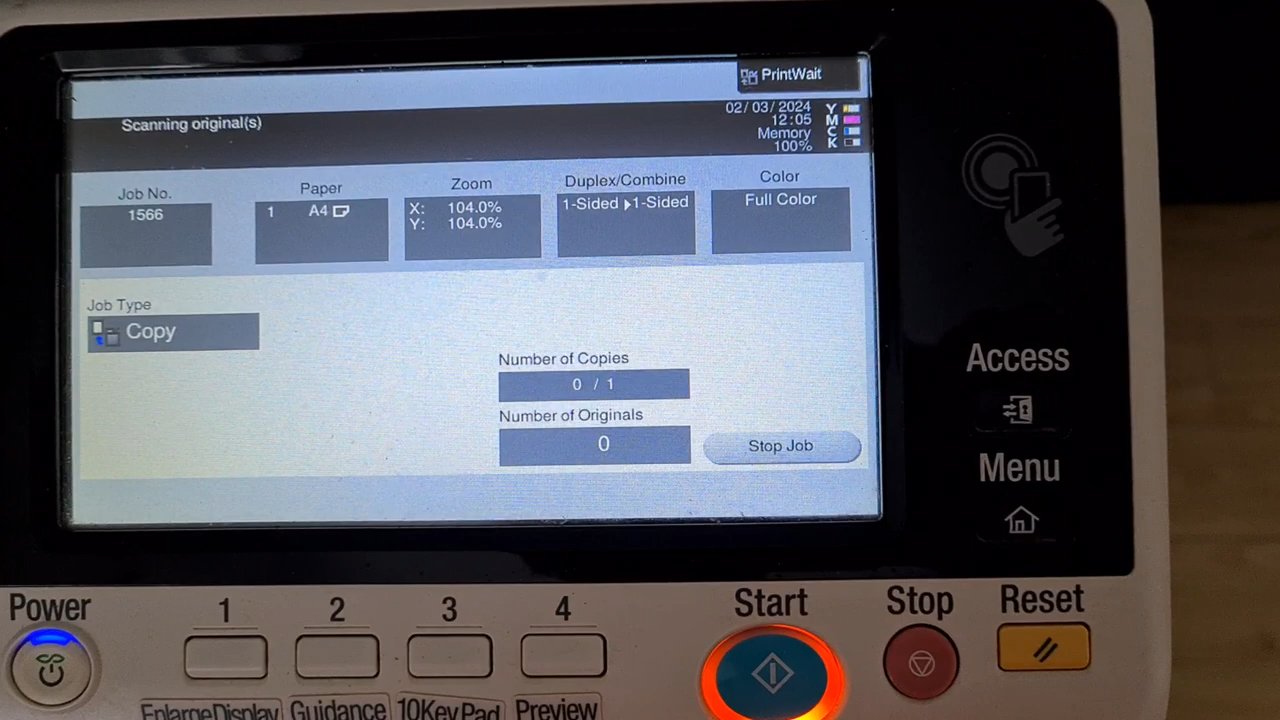 PrintWait
Scanning original(s)
02/03/2024 Y
12:05 M
Memory C
100% K
Job No. Paper Zoom Duplex/Combine Color
1566 1 A4 X: 104.0% 1-Sided 1-Sided Full Color
Y: 104.0%
Job Type
Copy
Number of Copies
0 / 1
Number of Originals
0 Stop Job
Access
Menu
Power 1 2 3 4 Start Stop Reset
EnlargeDisplay Guidance 10KeyPad Preview